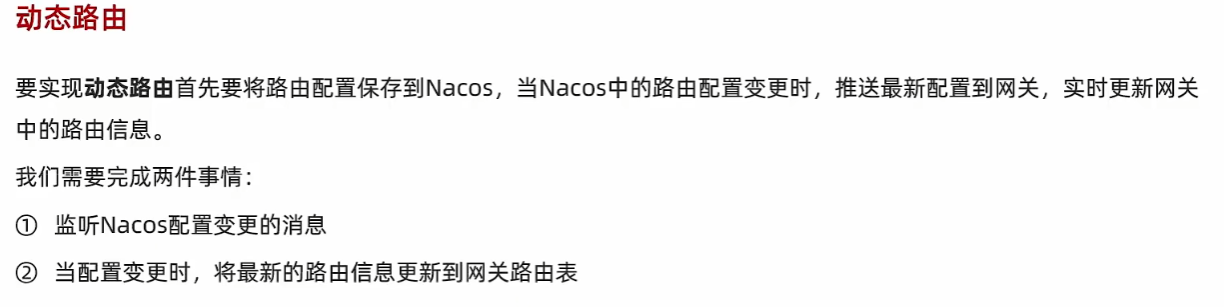 动态路由
要实现动态路由首先要将路由配置保存到Nacos，当Nacos中的路由配置变更时，推送最新配置到网关，实时更新网关
中的路由信息。
我们需要完成两件事情：
① 监听Nacos配置变更的消息
② 当配置变更时，将最新的路由信息更新到网关路由表